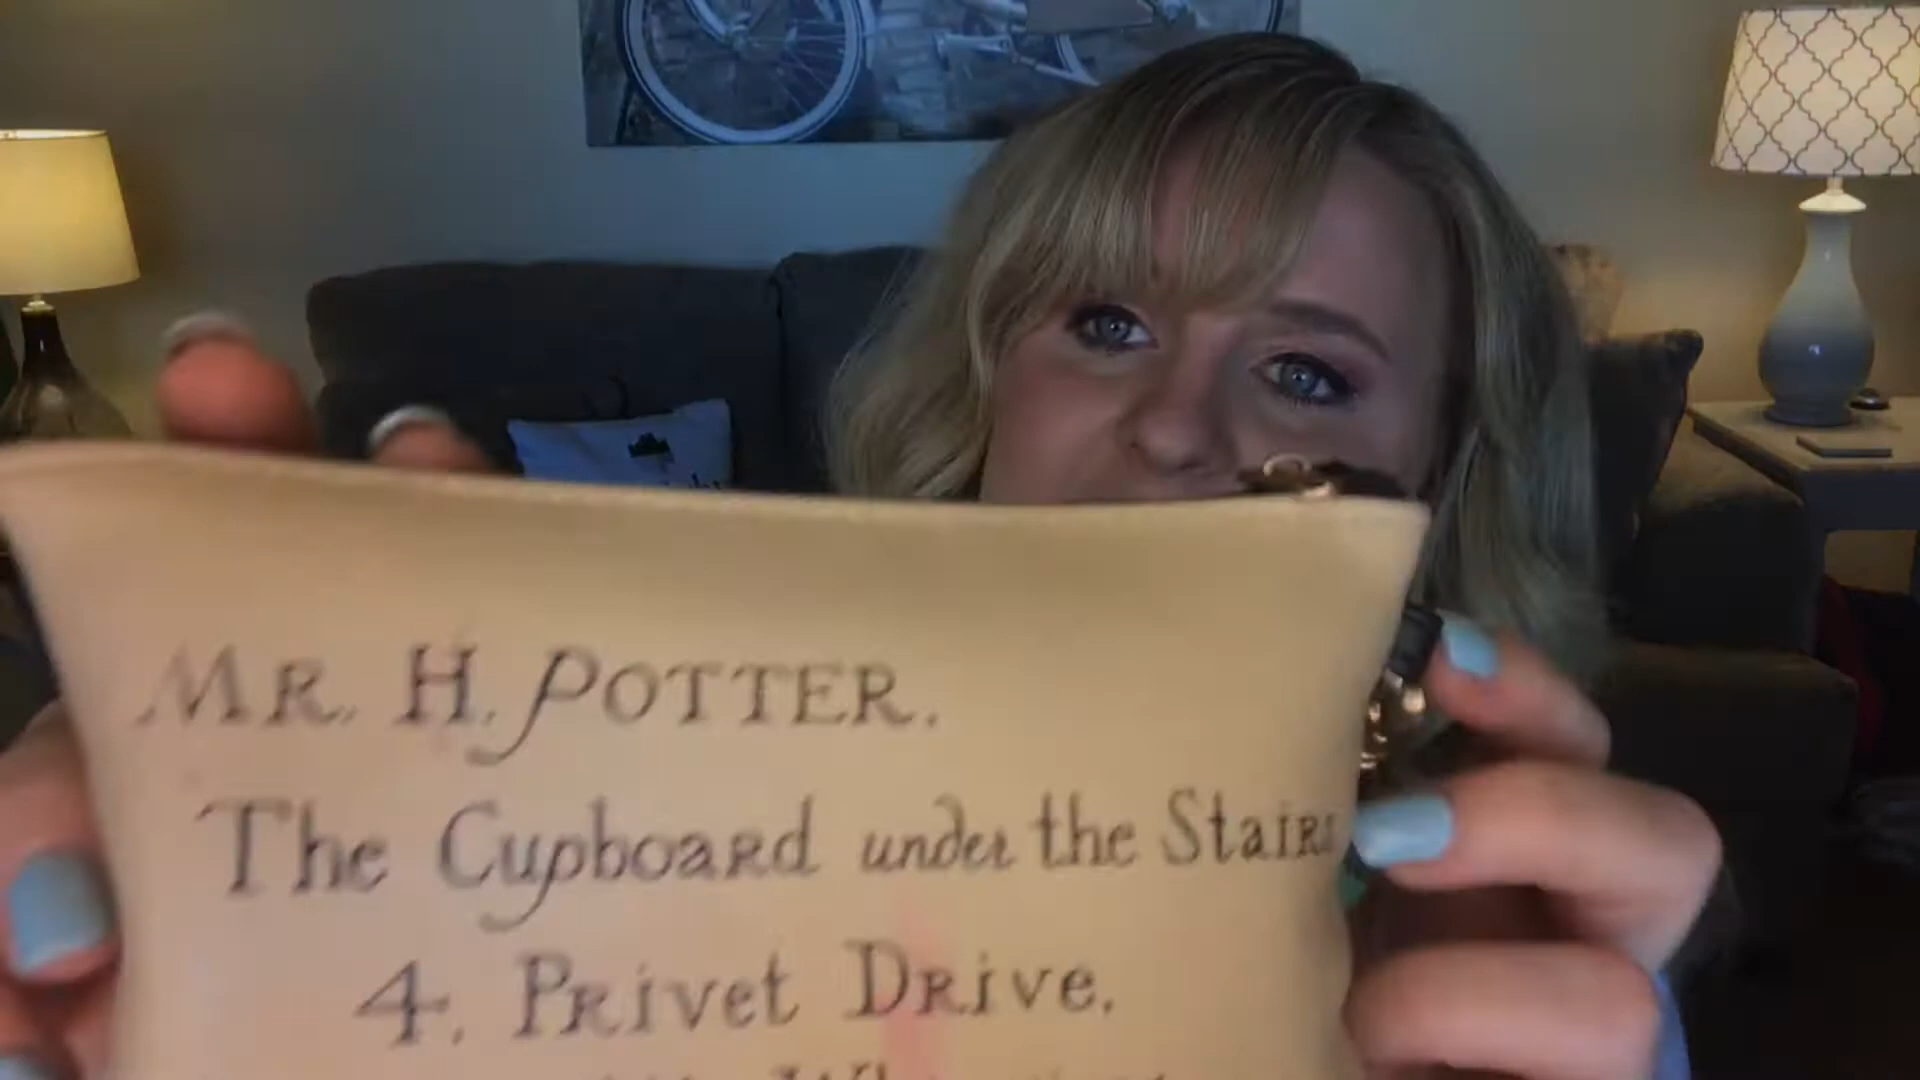 MR. H. POTTER.
The Cupboard under the Stairs
4. Privet Drive.